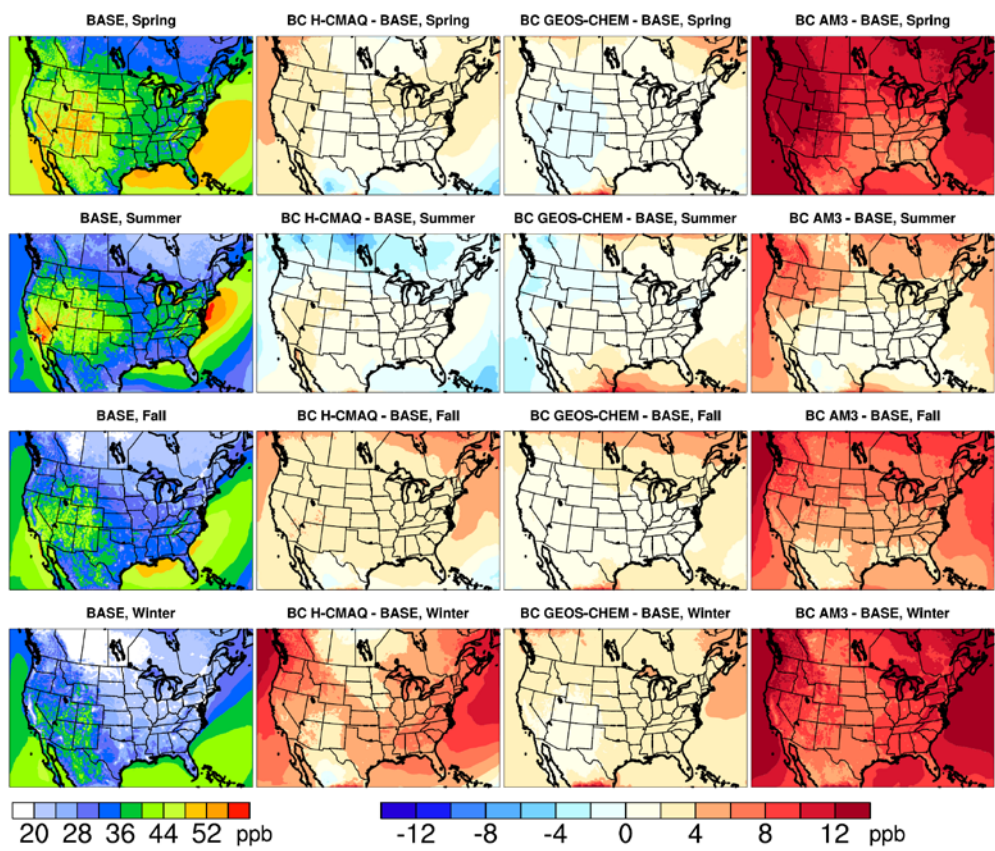 BASE, Spring BC H-CMAQ - BASE, Spring BC GEOS-CHEM - BASE, Spring BC AM3 - BASE, Spring
BASE, Summer BC H-CMAQ - BASE, Summer BC GEOS-CHEM - BASE, Summer BC AM3 - BASE, Summer
BASE, Fall BC H-CMAQ - BASE, Fall BC GEOS-CHEM - BASE, Fall BC AM3 - BASE, Fall
BASE, Winter BC H-CMAQ - BASE, Winter BC GEOS-CHEM - BASE, Winter BC AM3 - BASE, Winter
20 28 36 44 52 ppb -12 -8 -4 0 4 8 12 ppb